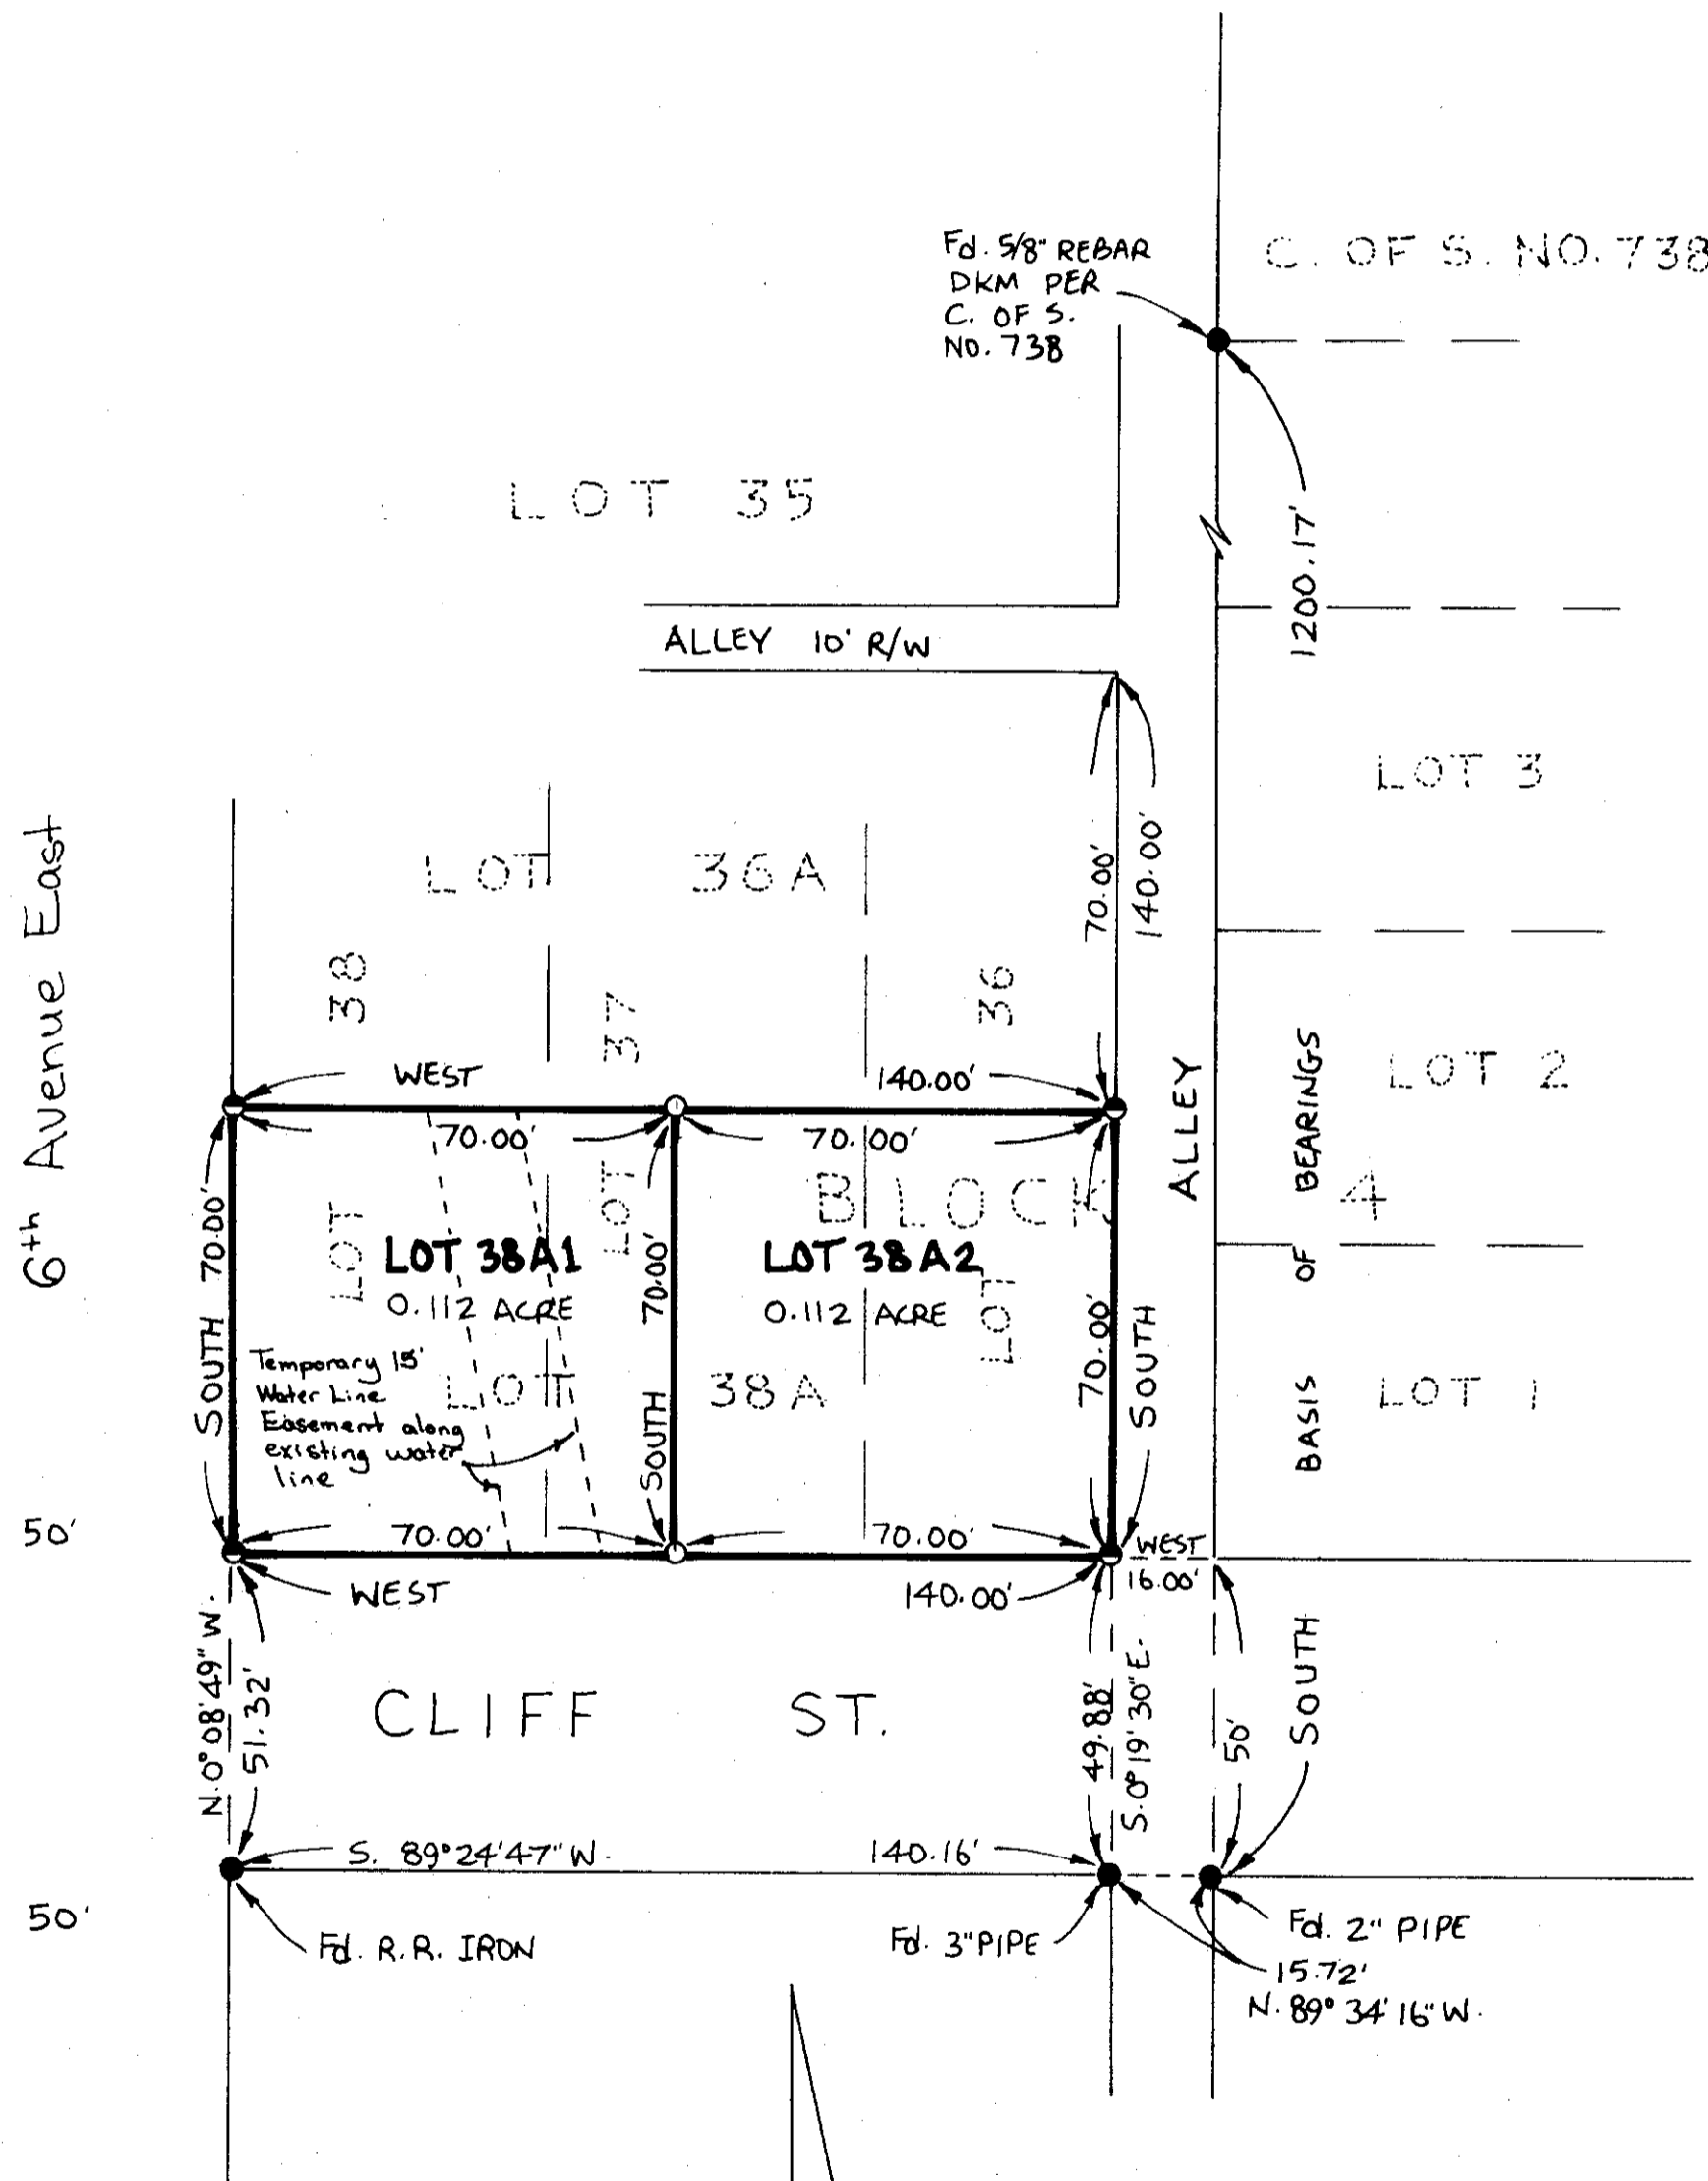 Fd. 5/8" REBAR
DKM PER
C. OF S.
NO. 738
C. OF S. NO. 738
1200.17'
LOT 35
ALLEY 10' R/W
LOT 3
6th Avenue East
LOT 36A
70.00'
140.00'
38
37
36
LOT 2
BASIS OF BEARINGS
ALLEY
WEST
140.00'
70.00'
70.00'
BLOCK 4
SOUTH 70.00'
LOT
LOT
LOT
LOT 38A1
0.112 ACRE
SOUTH 70.00'
LOT 38A2
0.112 ACRE
70.00'
SOUTH
Temporary 15'
Water Line
Easement along
existing water
line
LOT 38A
LOT 1
50'
70.00'
70.00'
WEST
140.00'
WEST
16.00'
N. 0° 08' 49" W.
51.32'
CLIFF ST.
49.88'
S. 0° 19' 30" E.
50'
SOUTH
S. 89° 24' 47" W.
140.16'
50'
Fd. R.R. IRON
Fd. 3" PIPE
Fd. 2" PIPE
15.72'
N. 89° 34' 16" W.